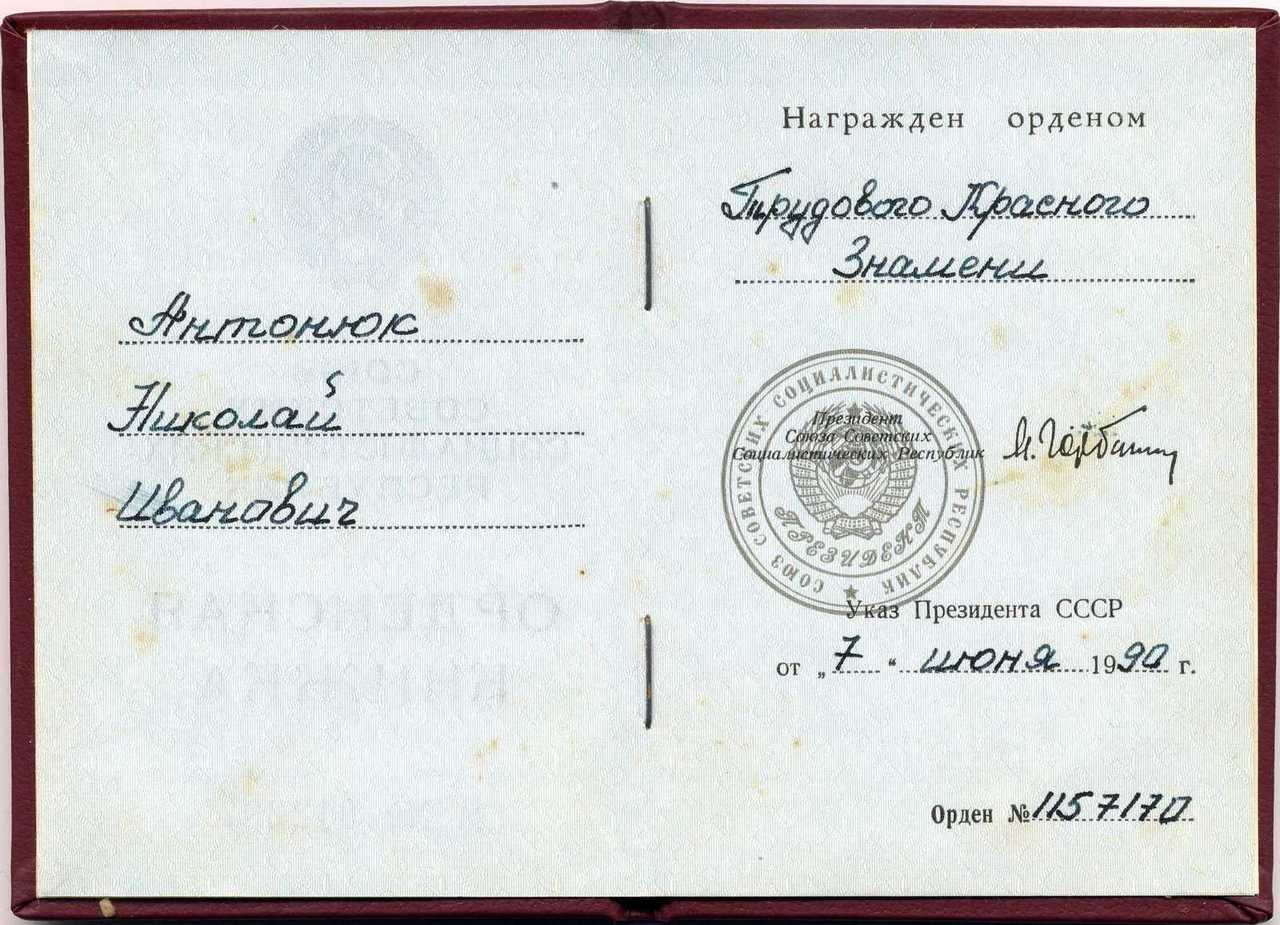 Антонюк
Николай
Иванович
Награжден орденом
Трудового Красного
Знамени
СОЮЗ СОВЕТСКИХ СОЦИАЛИСТИЧЕСКИХ РЕСПУБЛИК
ПРЕЗИДЕНТ
Президент
Союза Советских
Социалистических Республик
М. Горбачев
Указ Президента СССР
от „7“ июня 1990 г.
Орден № 1157170